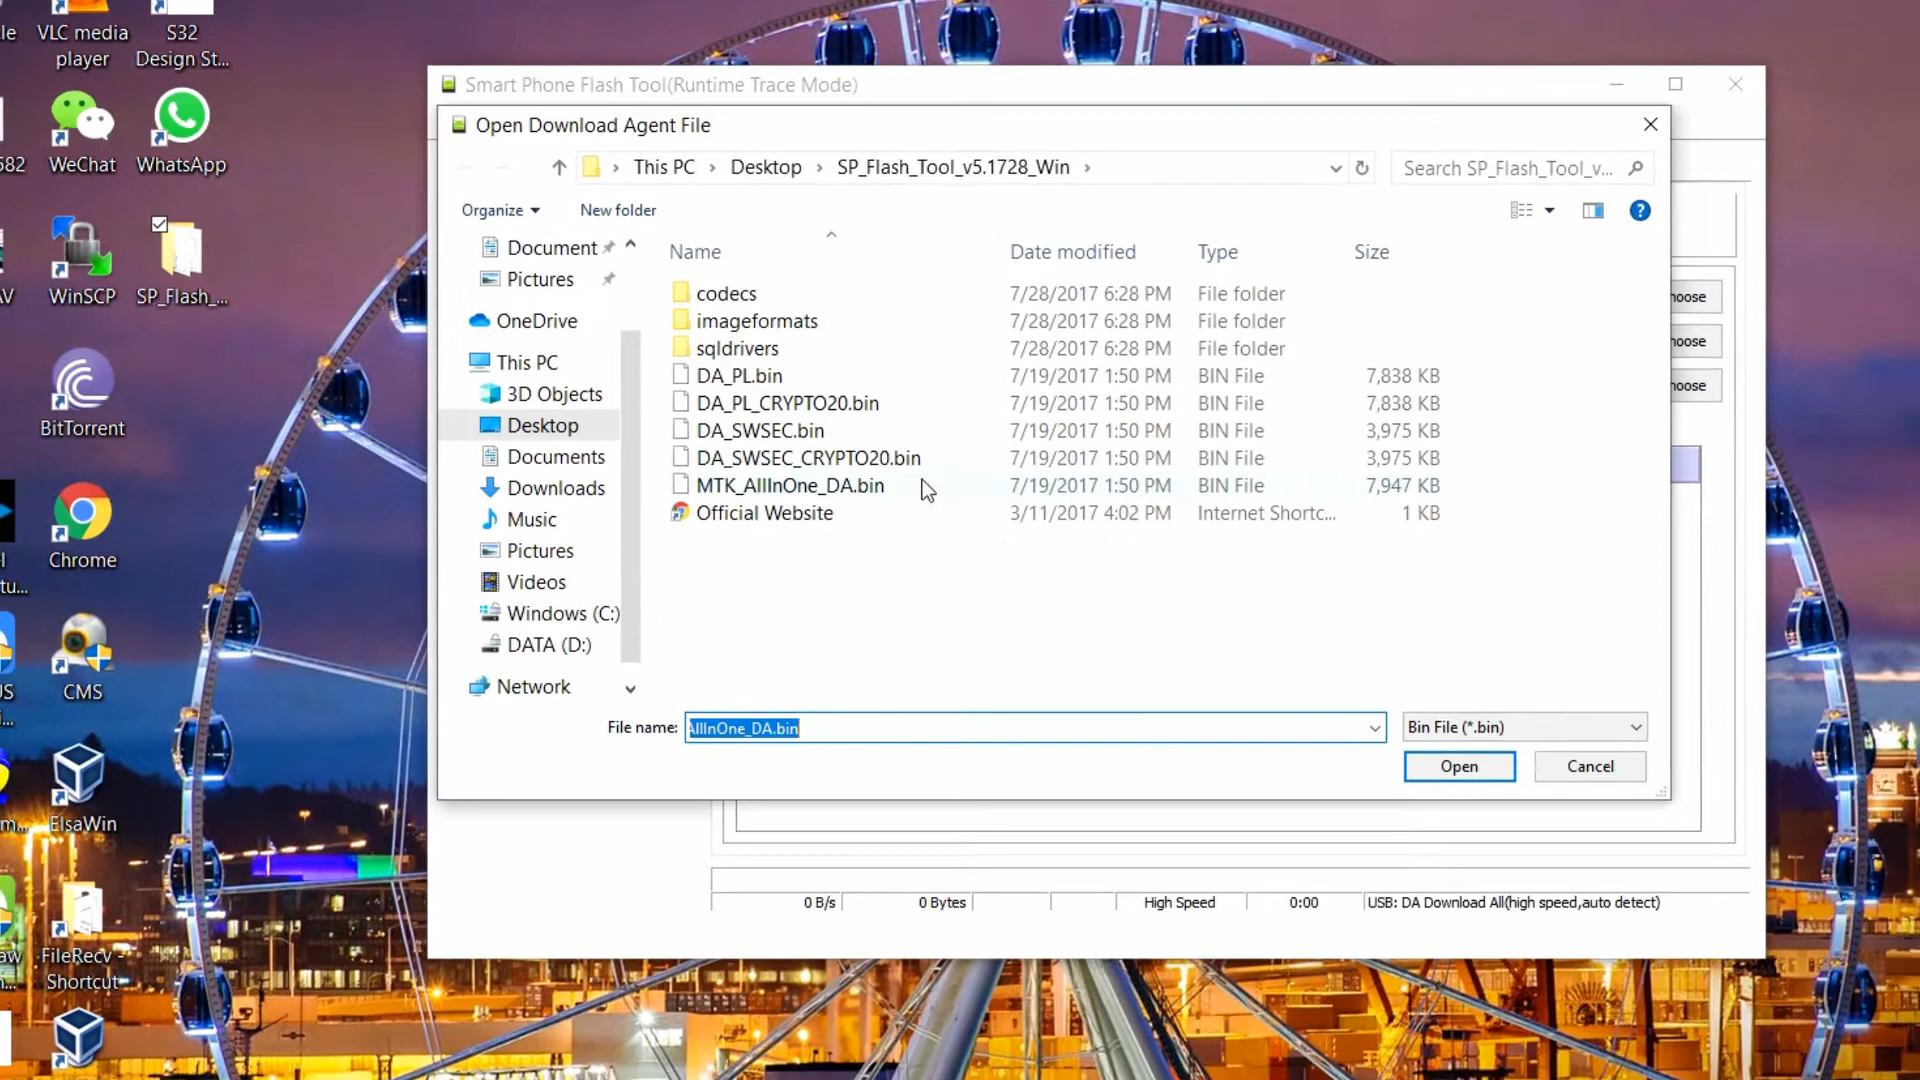 cle
VLC media
player
S32
Design St...
582
WeChat
WhatsApp
AV
WinSCP
SP_Flash_...
BitTorrent
l
tu...
Chrome
US
i...
CMS
m...
ElsaWin
aw
n...
FileRecv -
Shortcut
Smart Phone Flash Tool(Runtime Trace Mode)
Open Download Agent File
This PC > Desktop > SP_Flash_Tool_v5.1728_Win >
Search SP_Flash_Tool_v...
Organize
New folder
Document
Pictures
OneDrive
This PC
3D Objects
Desktop
Documents
Downloads
Music
Pictures
Videos
Windows (C:)
DATA (D:)
Network
Name Date modified Type Size
codecs 7/28/2017 6:28 PM File folder
imageformats 7/28/2017 6:28 PM File folder
sqldrivers 7/28/2017 6:28 PM File folder
DA_PL.bin 7/19/2017 1:50 PM BIN File 7,838 KB
DA_PL_CRYPTO20.bin 7/19/2017 1:50 PM BIN File 7,838 KB
DA_SWSEC.bin 7/19/2017 1:50 PM BIN File 3,975 KB
DA_SWSEC_CRYPTO20.bin 7/19/2017 1:50 PM BIN File 3,975 KB
MTK_AllInOne_DA.bin 7/19/2017 1:50 PM BIN File 7,947 KB
Official Website 3/11/2017 4:02 PM Internet Shortc... 1 KB
hoose
hoose
hoose
File name: AllInOne_DA.bin
Bin File (*.bin)
Open
Cancel
0 B/s 0 Bytes High Speed 0:00 USB: DA Download All(high speed,auto detect)